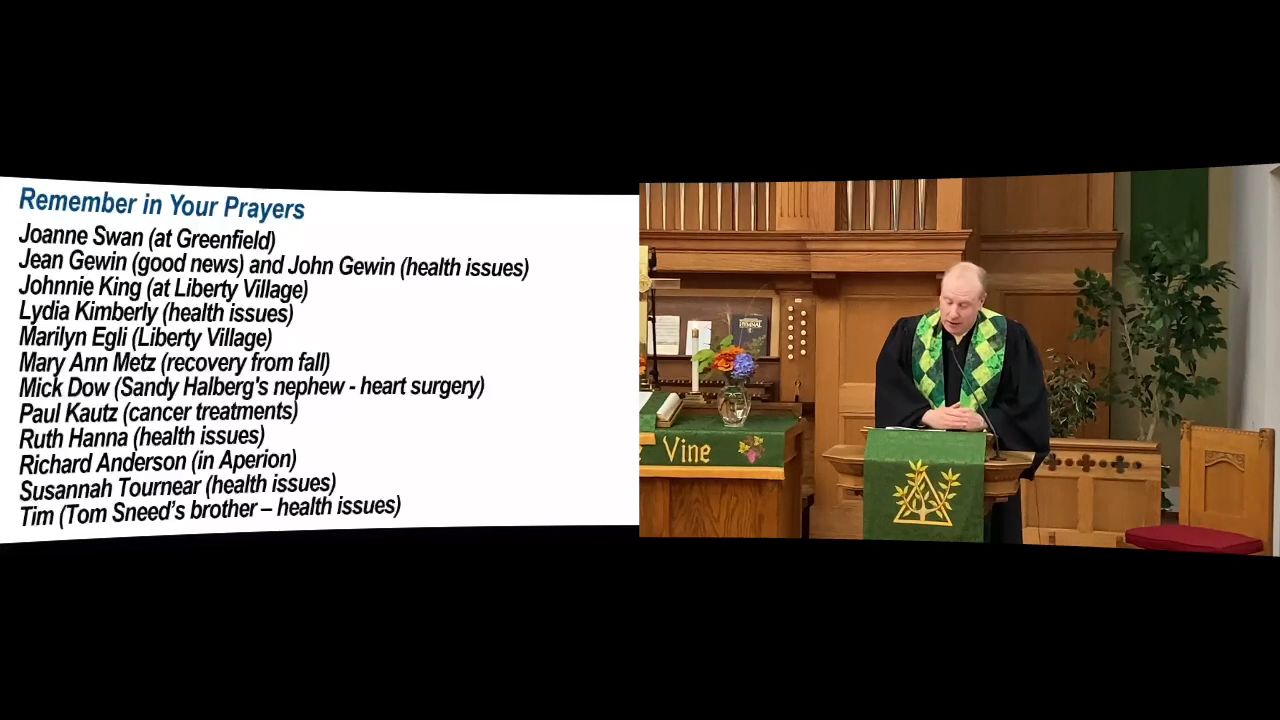 Remember in Your Prayers
Joanne Swan (at Greenfield)
Jean Gewin (good news) and John Gewin (health issues)
Johnnie King (at Liberty Village)
Lydia Kimberly (health issues)
Marilyn Egli (Liberty Village)
Mary Ann Metz (recovery from fall)
Mick Dow (Sandy Halberg's nephew - heart surgery)
Paul Kautz (cancer treatments)
Ruth Hanna (health issues)
Richard Anderson (in Aperion)
Susannah Tournear (health issues)
Tim (Tom Sneed’s brother – health issues)
HYMNAL
Vine